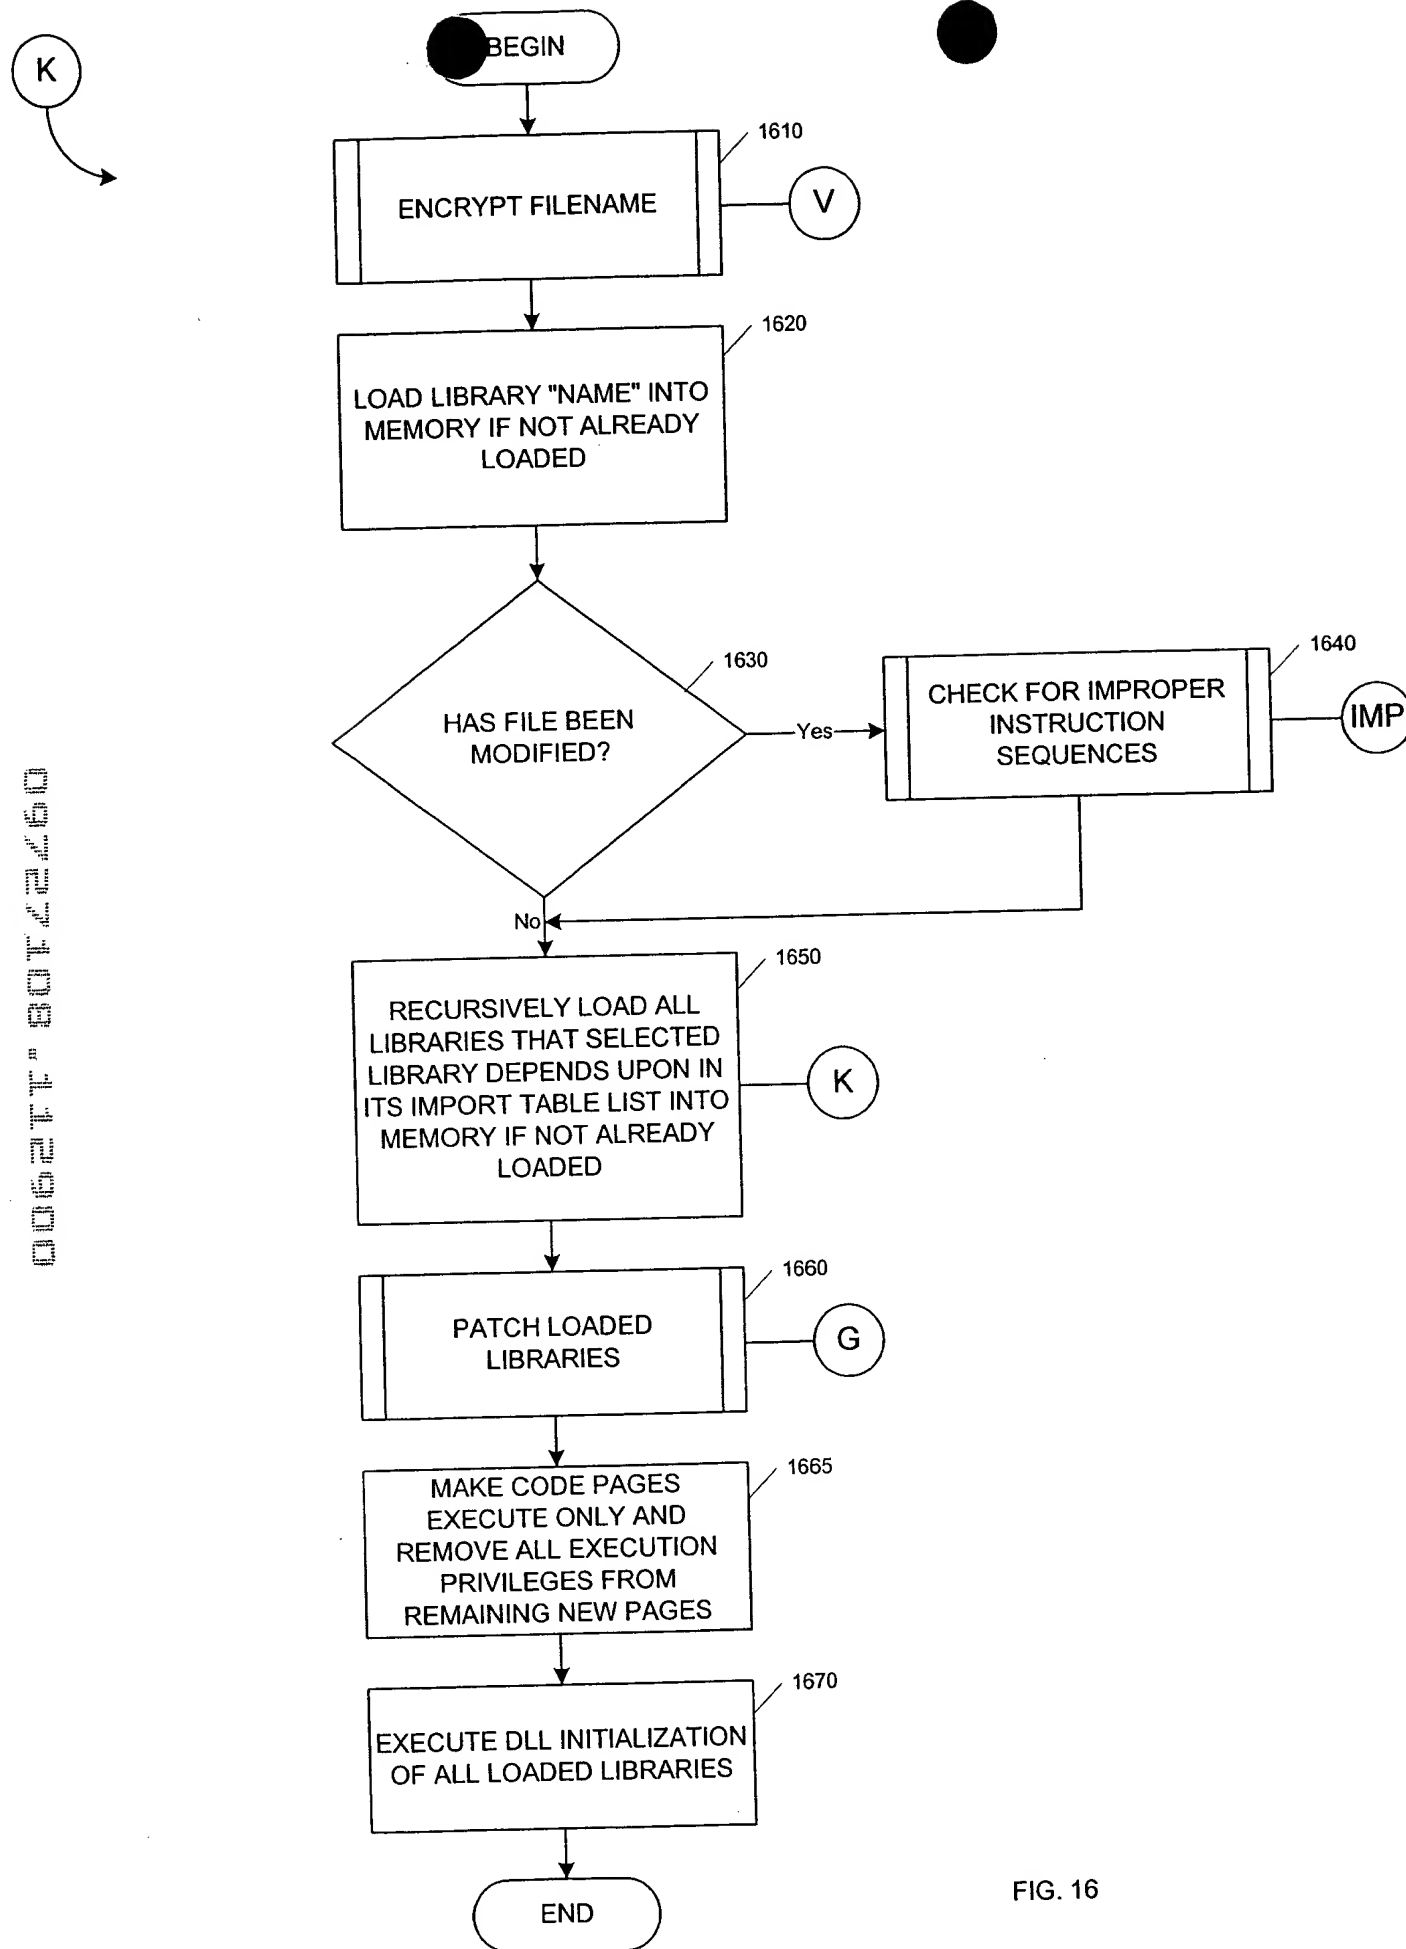 K
BEGIN
1610
ENCRYPT FILENAME
V
1620
LOAD LIBRARY "NAME" INTO
MEMORY IF NOT ALREADY
LOADED
1630
HAS FILE BEEN
MODIFIED?
Yes
1640
CHECK FOR IMPROPER
INSTRUCTION
SEQUENCES
IMP
No
1650
RECURSIVELY LOAD ALL
LIBRARIES THAT SELECTED
LIBRARY DEPENDS UPON IN
ITS IMPORT TABLE LIST INTO
MEMORY IF NOT ALREADY
LOADED
K
1660
PATCH LOADED
LIBRARIES
G
1665
MAKE CODE PAGES
EXECUTE ONLY AND
REMOVE ALL EXECUTION
PRIVILEGES FROM
REMAINING NEW PAGES
1670
EXECUTE DLL INITIALIZATION
OF ALL LOADED LIBRARIES
END
FIG. 16
09727108.112900